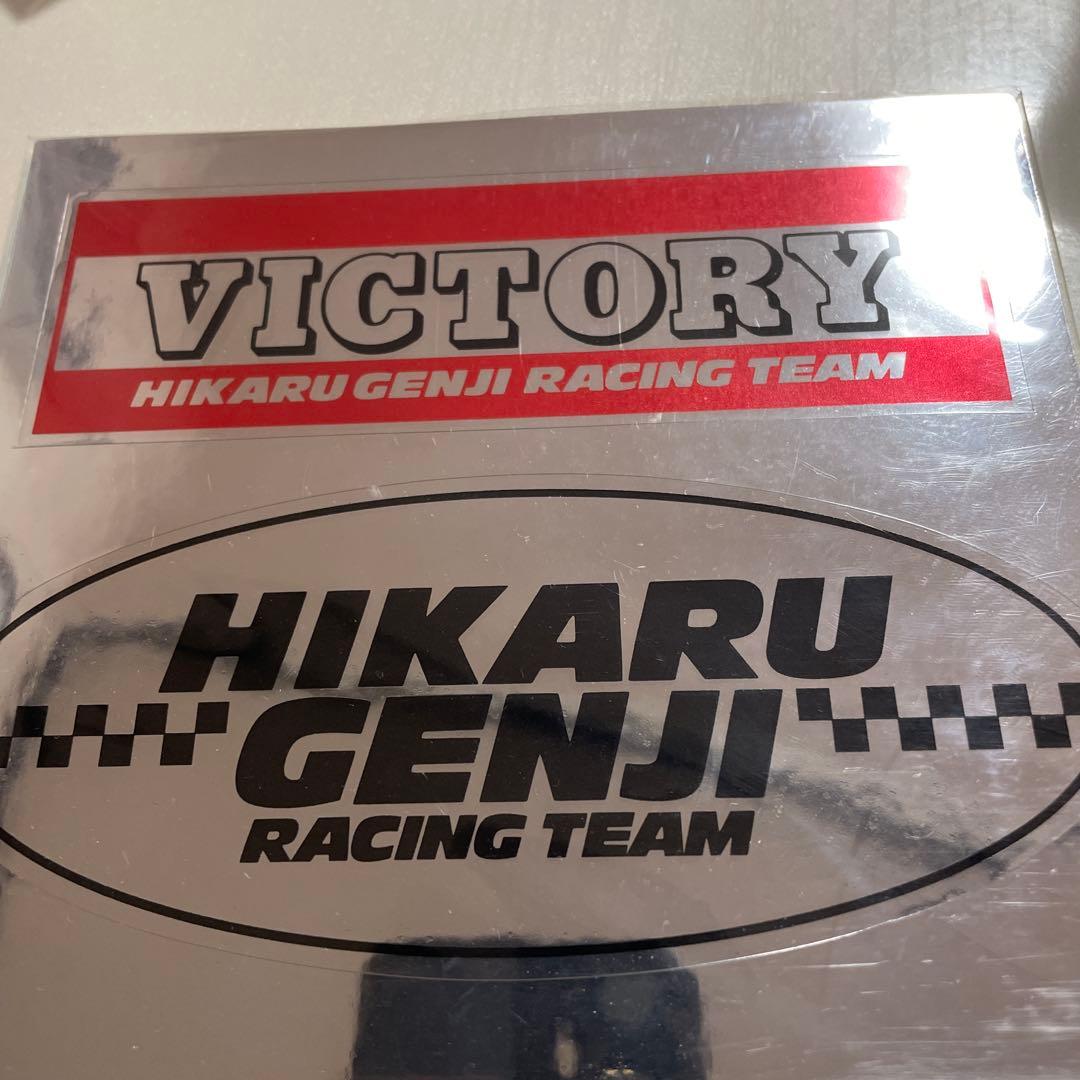 VICTORY
HIKARU GENJI RACING TEAM
HIKARU
GENJI
RACING TEAM